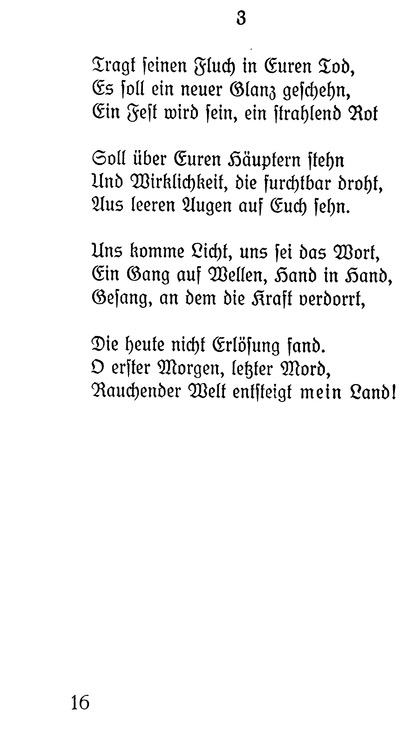 3
Tragt seinen Fluch in Euren Tod,
Es soll ein neuer Glanz geschehn,
Ein Fest wird sein, ein strahlend Rot
Soll über Euren Häuptern stehn
Und Wirklichkeit, die furchtbar droht,
Aus leeren Augen auf Euch sehn.
Uns komme Licht, uns sei das Wort,
Ein Gang auf Wellen, Hand in Hand,
Gesang, an dem die Kraft verdorrt,
Die heute nicht Erlösung fand.
O erster Morgen, letzter Mord,
Rauchender Welt entsteigt mein Land!
16